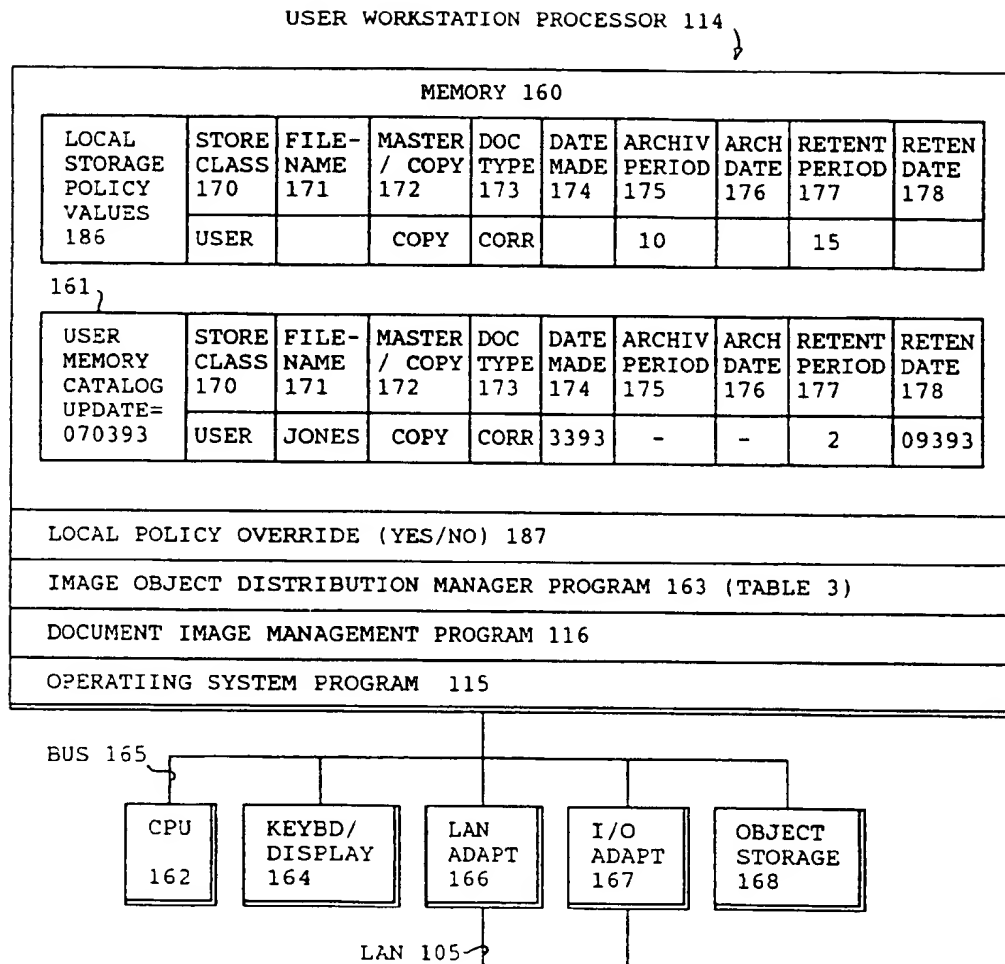 USER WORKSTATION PROCESSOR 114
MEMORY 160
LOCAL STORAGE POLICY VALUES 186
STORE CLASS 170
FILE-NAME 171
MASTER / COPY 172
DOC TYPE 173
DATE MADE 174
ARCHIV PERIOD 175
ARCH DATE 176
RETENT PERIOD 177
RETEN DATE 178
USER COPY CORR 10 15
161
USER MEMORY CATALOG UPDATE= 070393
STORE CLASS 170
FILE-NAME 171
MASTER / COPY 172
DOC TYPE 173
DATE MADE 174
ARCHIV PERIOD 175
ARCH DATE 176
RETENT PERIOD 177
RETEN DATE 178
USER JONES COPY CORR 3393 - - 2 09393
LOCAL POLICY OVERRIDE (YES/NO) 187
IMAGE OBJECT DISTRIBUTION MANAGER PROGRAM 163 (TABLE 3)
DOCUMENT IMAGE MANAGEMENT PROGRAM 116
OPERATIING SYSTEM PROGRAM 115
BUS 165
CPU 162
KEYBD/ DISPLAY 164
LAN ADAPT 166
I/O ADAPT 167
OBJECT STORAGE 168
LAN 105